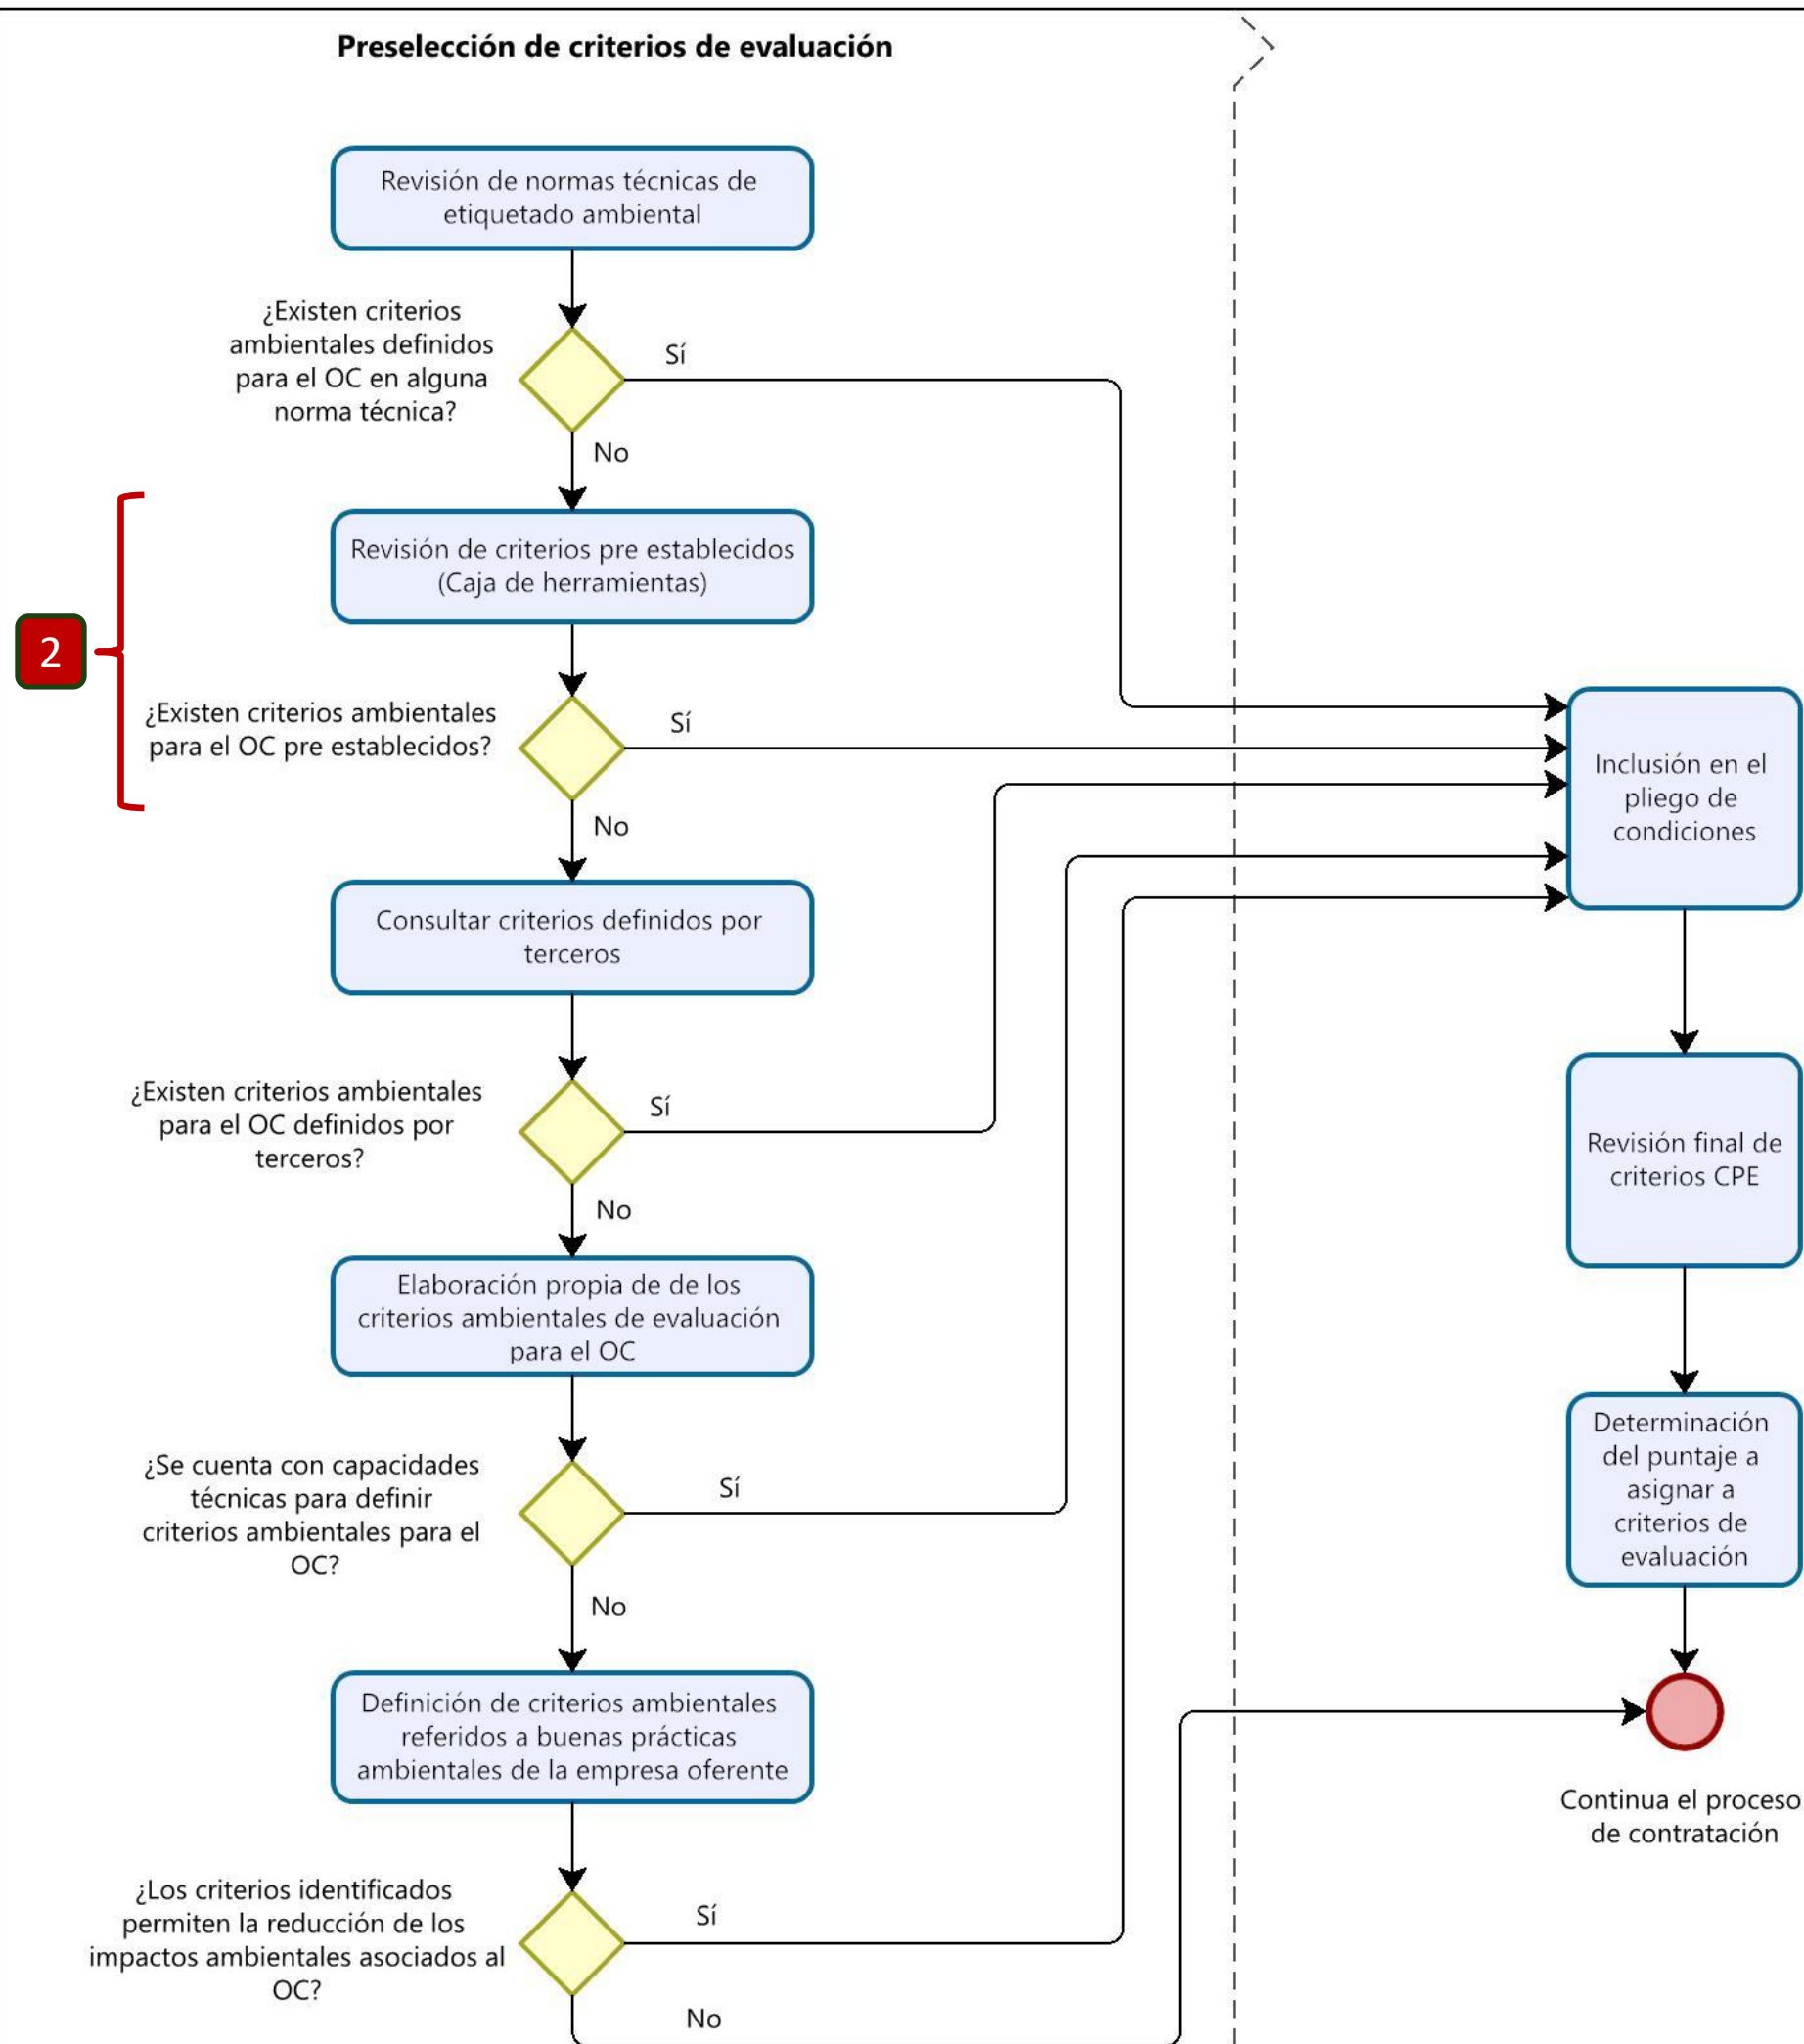 Preselección de criterios de evaluación
Revisión de normas técnicas de
etiquetado ambiental
¿Existen criterios
ambientales definidos
para el OC en alguna
norma técnica?
Sí
No
Revisión de criterios pre establecidos
(Caja de herramientas)
2
¿Existen criterios ambientales
para el OC pre establecidos?
Sí
No
Consultar criterios definidos por
terceros
¿Existen criterios ambientales
para el OC definidos por
terceros?
Sí
No
Elaboración propia de de los
criterios ambientales de evaluación
para el OC
¿Se cuenta con capacidades
técnicas para definir
criterios ambientales para el
OC?
Sí
No
Definición de criterios ambientales
referidos a buenas prácticas
ambientales de la empresa oferente
¿Los criterios identificados
permiten la reducción de los
impactos ambientales asociados al
OC?
Sí
No
Inclusión en el
pliego de
condiciones
Revisión final de
criterios CPE
Determinación
del puntaje a
asignar a
criterios de
evaluación
Continua el proceso
de contratación